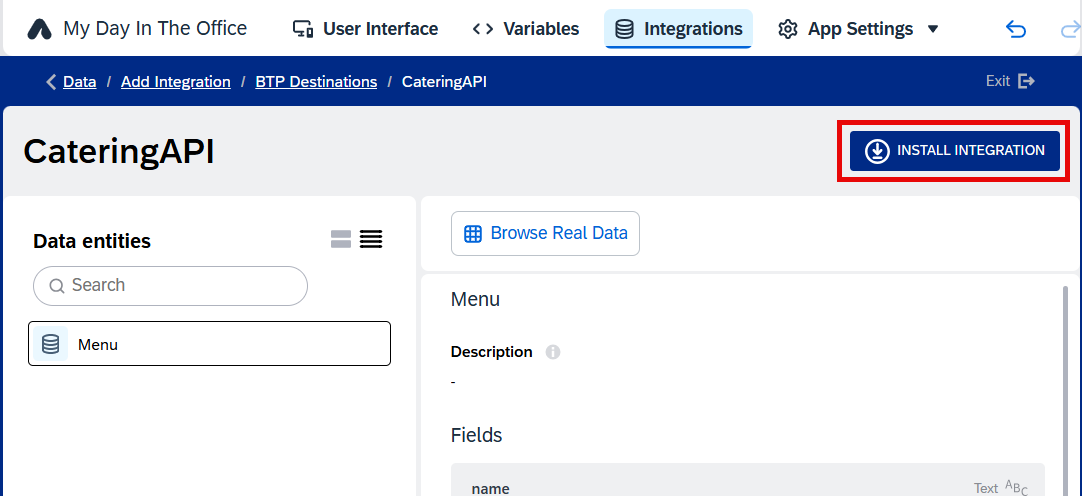 My Day In The Office User Interface <> Variables Integrations App Settings
Data / Add Integration / BTP Destinations / CateringAPI Exit
CateringAPI
INSTALL INTEGRATION
Data entities
Search
Menu
Browse Real Data
Menu
Description
-
Fields
name Text ABC